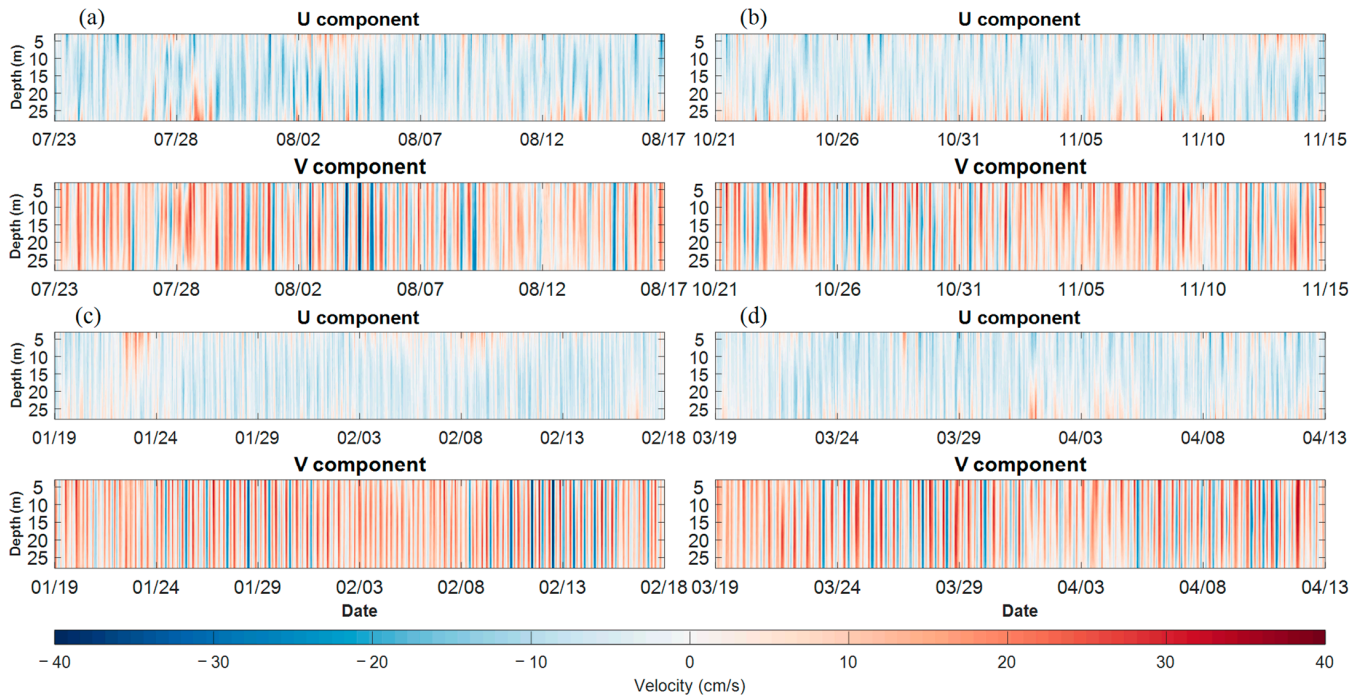 (a) U component
Depth (m)
5
10
15
20
25
07/23 07/28 08/02 08/07 08/12 08/17
V component
Depth (m)
5
10
15
20
25
07/23 07/28 08/02 08/07 08/12 08/17
(b) U component
5
10
15
20
25
10/21 10/26 10/31 11/05 11/10 11/15
V component
5
10
15
20
25
10/21 10/26 10/31 11/05 11/10 11/15
(c) U component
Depth (m)
5
10
15
20
25
01/19 01/24 01/29 02/03 02/08 02/13 02/18
V component
Depth (m)
5
10
15
20
25
01/19 01/24 01/29 02/03 02/08 02/13 02/18
Date
(d) U component
5
10
15
20
25
03/19 03/24 03/29 04/03 04/08 04/13
V component
5
10
15
20
25
03/19 03/24 03/29 04/03 04/08 04/13
Date
−40 −30 −20 −10 0 10 20 30 40
Velocity (cm/s)